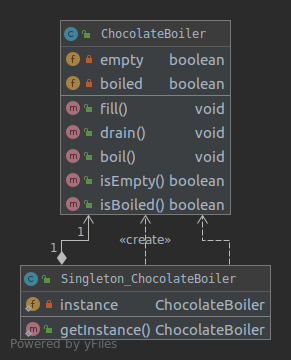 C ChocolateBoiler
f empty boolean
f boiled boolean
m fill() void
m drain() void
m boil() void
m isEmpty() boolean
m isBoiled() boolean
1
«create»
1
C Singleton_ChocolateBoiler
f instance ChocolateBoiler
m getInstance() ChocolateBoiler
Powered by yFiles